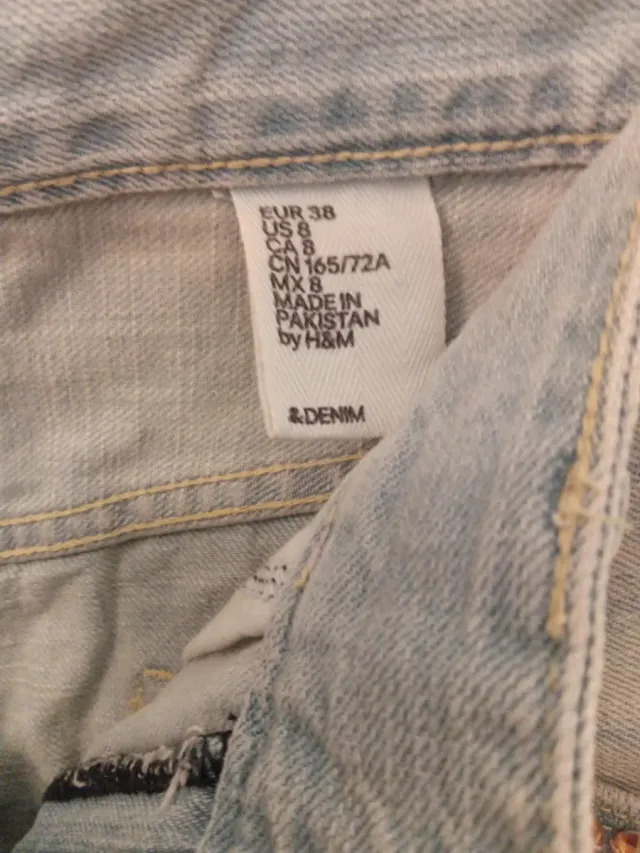 EUR 38
US 8
CA 8
CN 165/72A
MX 8
MADE IN
PAKISTAN
by H&M
&DENIM